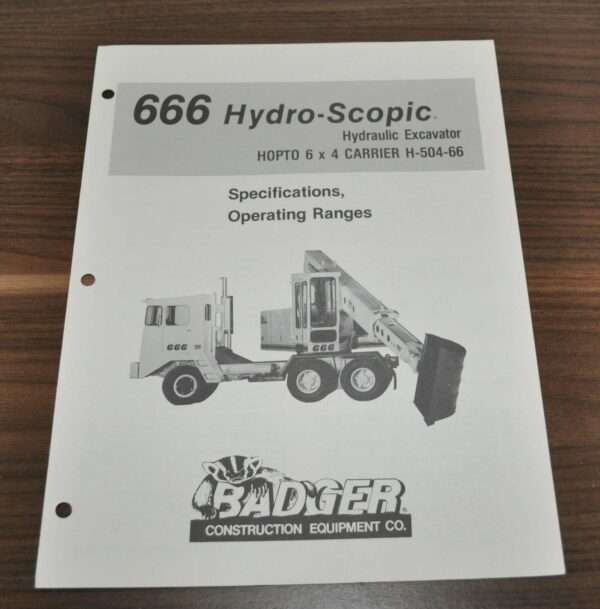 666 Hydro-Scopic
Hydraulic Excavator
HOPTO 6 x 4 CARRIER H-504-66
Specifications,
Operating Ranges
666
666
BADGER®
CONSTRUCTION EQUIPMENT CO.